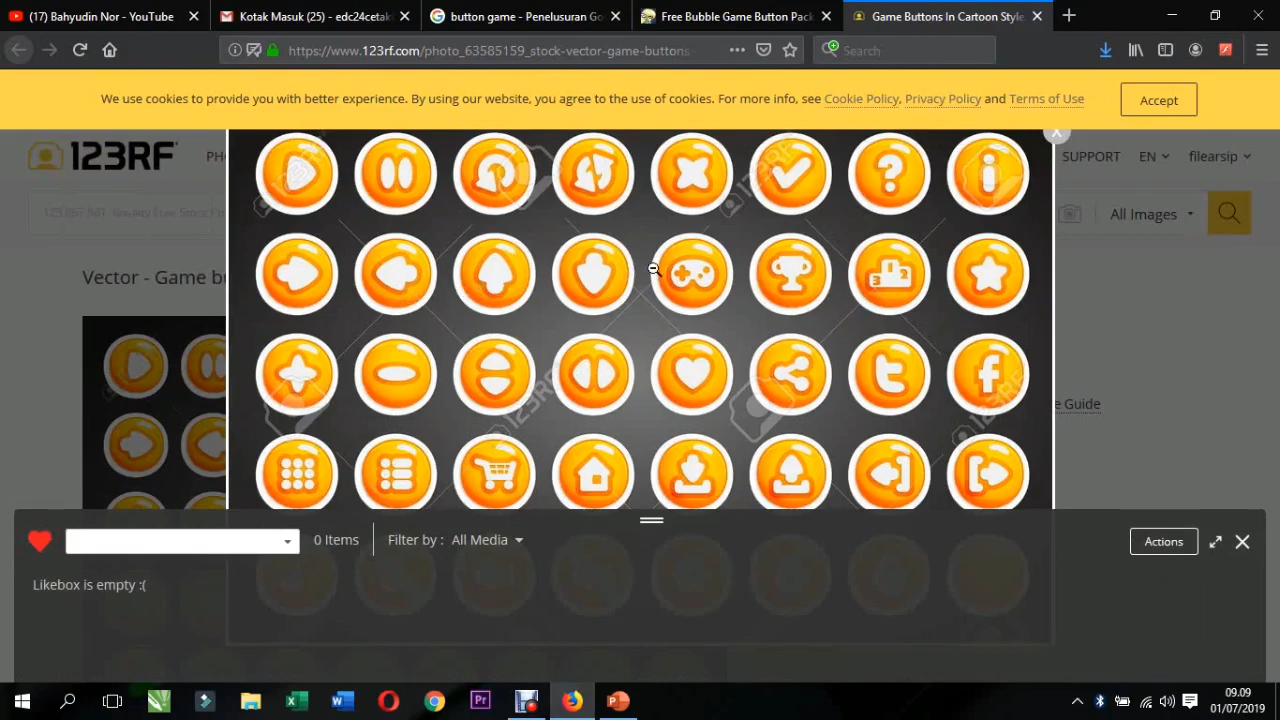 (17) Bahyudin Nor - YouTube
Kotak Masuk (25) - edc24cetak
button game - Penelusuran Go
Free Bubble Game Button Pack
Game Buttons In Cartoon Style
https://www.123rf.com/photo_63585159_stock-vector-game-buttons
Search
We use cookies to provide you with better experience. By using our website, you agree to the use of cookies. For more info, see Cookie Policy, Privacy Policy and Terms of Use
Accept
123RF
PH
SUPPORT
EN
filearsip
All Images
Vector - Game bu
e Guide
0 Items
Filter by :
All Media
Actions
Likebox is empty :(
09.09
01/07/2019